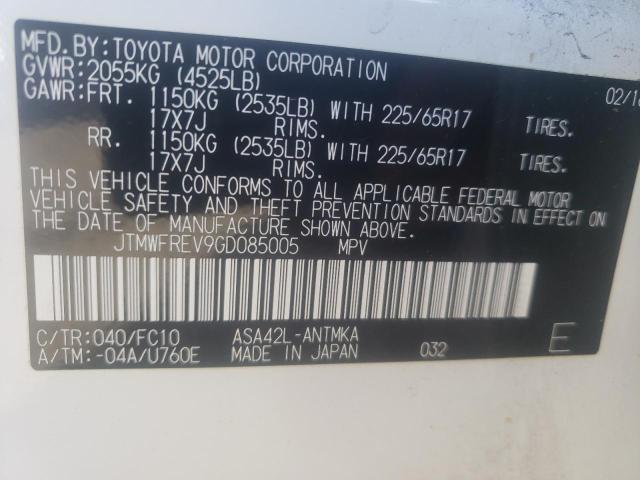 MFD. BY: TOYOTA MOTOR CORPORATION
GVWR: 2055KG (4525LB) 02/1
GAWR: FRT. 1150KG (2535LB) WITH 225/65R17 TIRES.
17X7J RIMS.
RR. 1150KG (2535LB) WITH 225/65R17 TIRES.
17X7J RIMS.
THIS VEHICLE CONFORMS TO ALL APPLICABLE FEDERAL MOTOR
VEHICLE SAFETY AND THEFT PREVENTION STANDARDS IN EFFECT ON
THE DATE OF MANUFACTURE SHOWN ABOVE.
JTMWFREV9GD085005 MPV
C/TR: 040/FC10 ASA42L-ANTMKA
A/TM: -04A/U760E MADE IN JAPAN 032 E